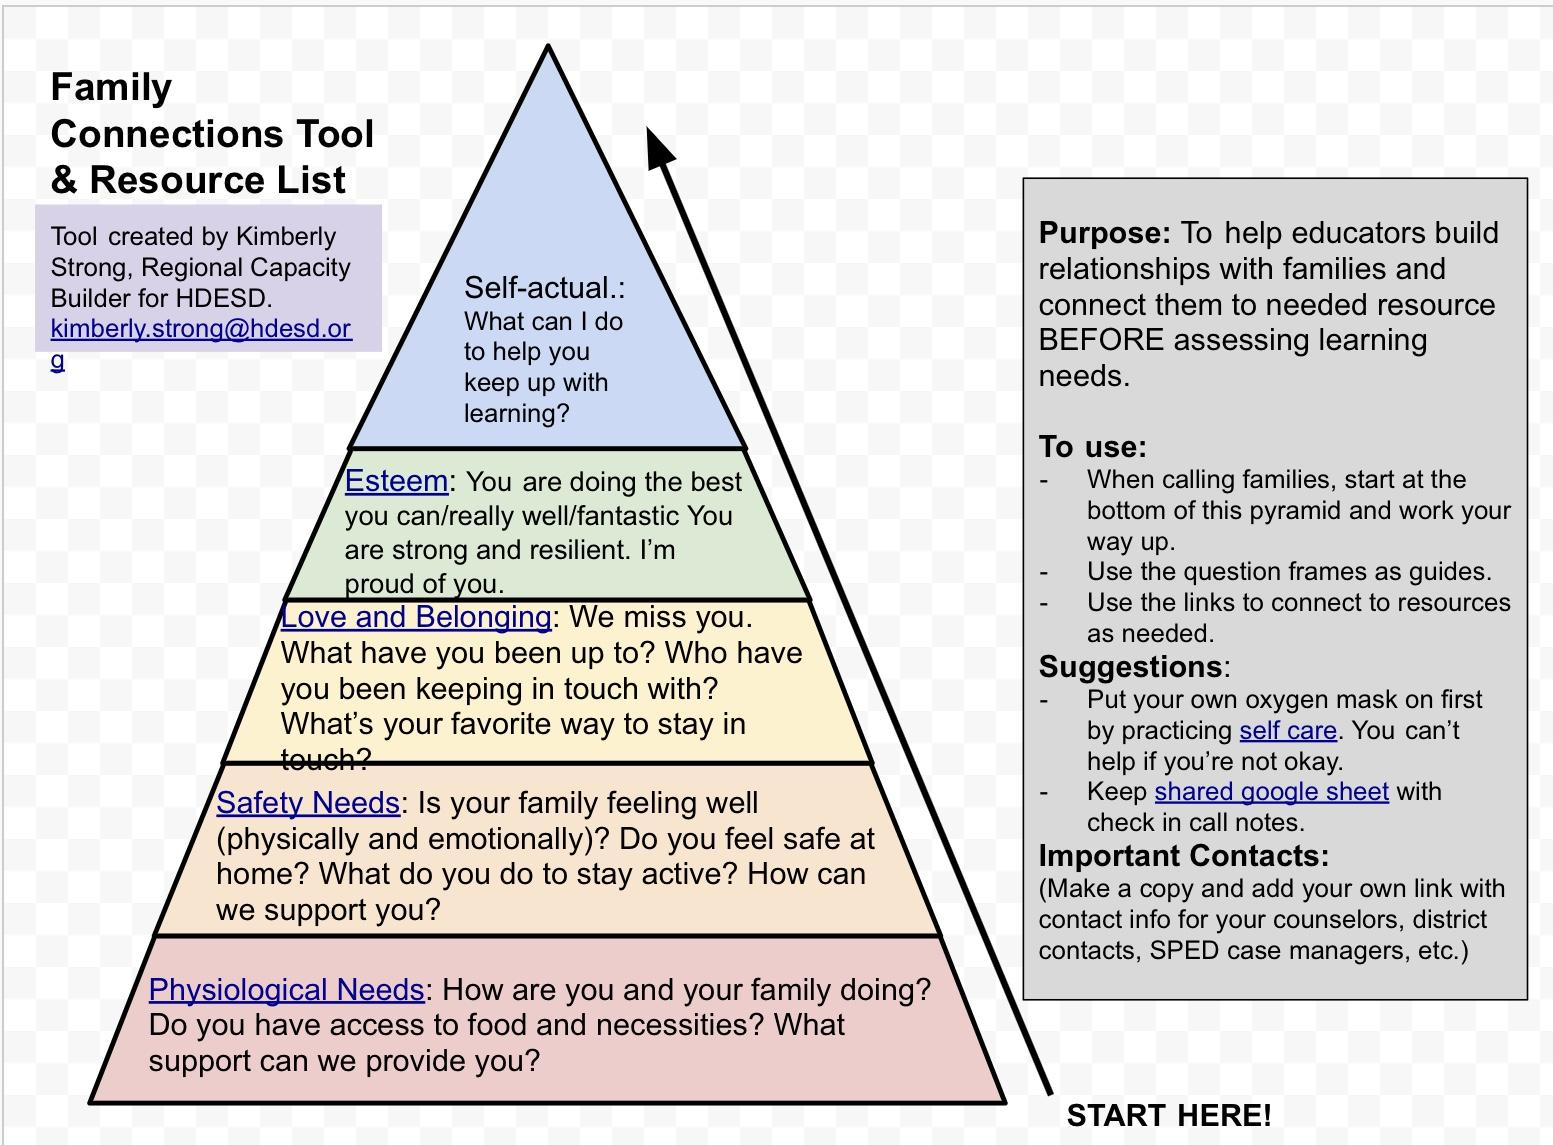 Family
Connections Tool
& Resource List
Tool created by Kimberly
Strong, Regional Capacity
Builder for HDESD.
kimberly.strong@hdesd.or
g
Self-actual.:
What can I do
to help you
keep up with
learning?
Esteem: You are doing the best
you can/really well/fantastic You
are strong and resilient. I’m
proud of you.
Love and Belonging: We miss you.
What have you been up to? Who have
you been keeping in touch with?
What’s your favorite way to stay in
touch?
Safety Needs: Is your family feeling well
(physically and emotionally)? Do you feel safe at
home? What do you do to stay active? How can
we support you?
Physiological Needs: How are you and your family doing?
Do you have access to food and necessities? What
support can we provide you?
START HERE!
Purpose: To help educators build
relationships with families and
connect them to needed resource
BEFORE assessing learning
needs.
To use:
- When calling families, start at the
bottom of this pyramid and work your
way up.
- Use the question frames as guides.
- Use the links to connect to resources
as needed.
Suggestions:
- Put your own oxygen mask on first
by practicing self care. You can’t
help if you’re not okay.
- Keep shared google sheet with
check in call notes.
Important Contacts:
(Make a copy and add your own link with
contact info for your counselors, district
contacts, SPED case managers, etc.)